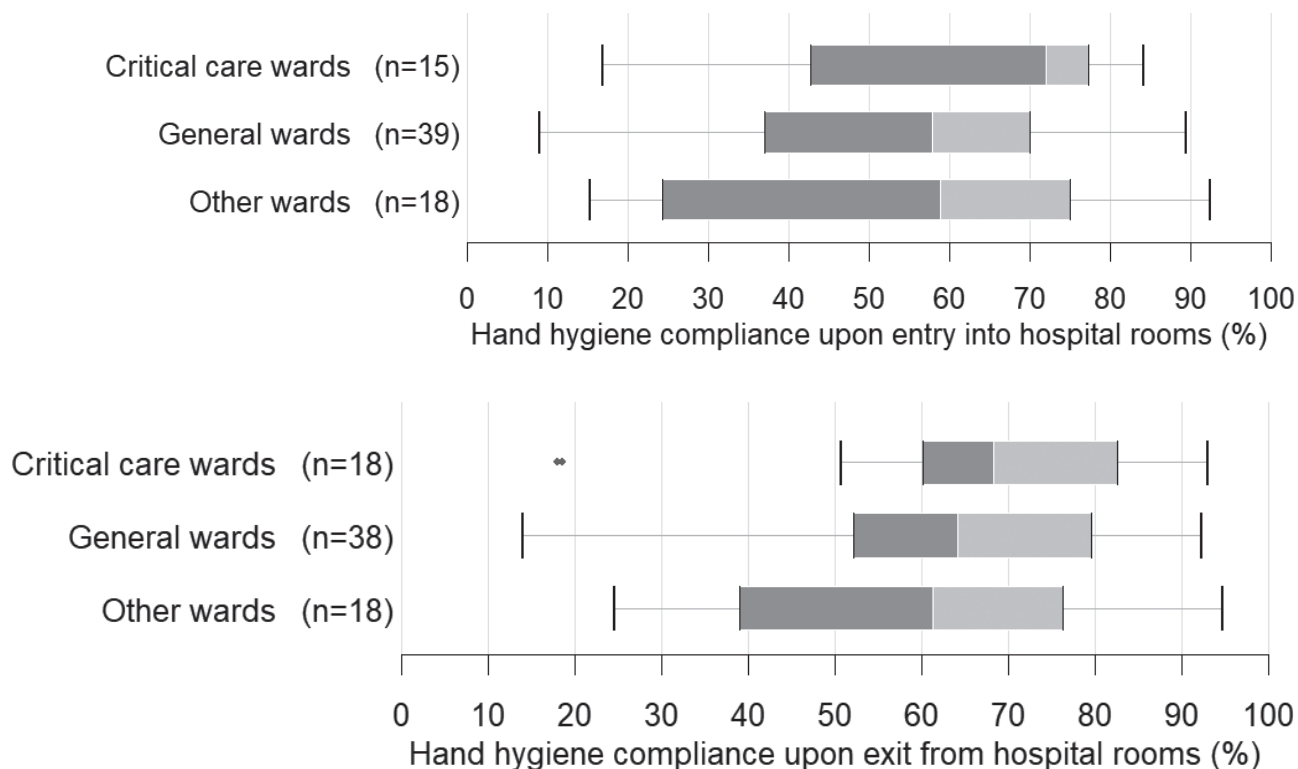 Critical care wards (n=15)
General wards (n=39)
Other wards (n=18)
0 10 20 30 40 50 60 70 80 90 100
Hand hygiene compliance upon entry into hospital rooms (%)
Critical care wards (n=18)
General wards (n=38)
Other wards (n=18)
0 10 20 30 40 50 60 70 80 90 100
Hand hygiene compliance upon exit from hospital rooms (%)